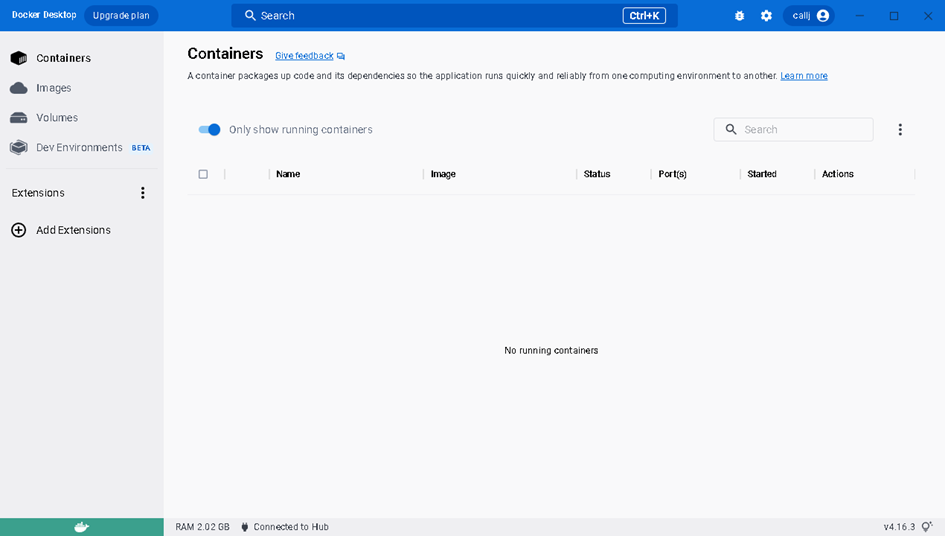 Docker Desktop Upgrade plan Search Ctrl+K callj
Containers
Images
Volumes
Dev Environments BETA
Extensions
Add Extensions
Containers Give feedback
A container packages up code and its dependencies so the application runs quickly and reliably from one computing environment to another. Learn more
Only show running containers Search
Name Image Status Port(s) Started Actions
No running containers
RAM 2.02 GB Connected to Hub v4.16.3